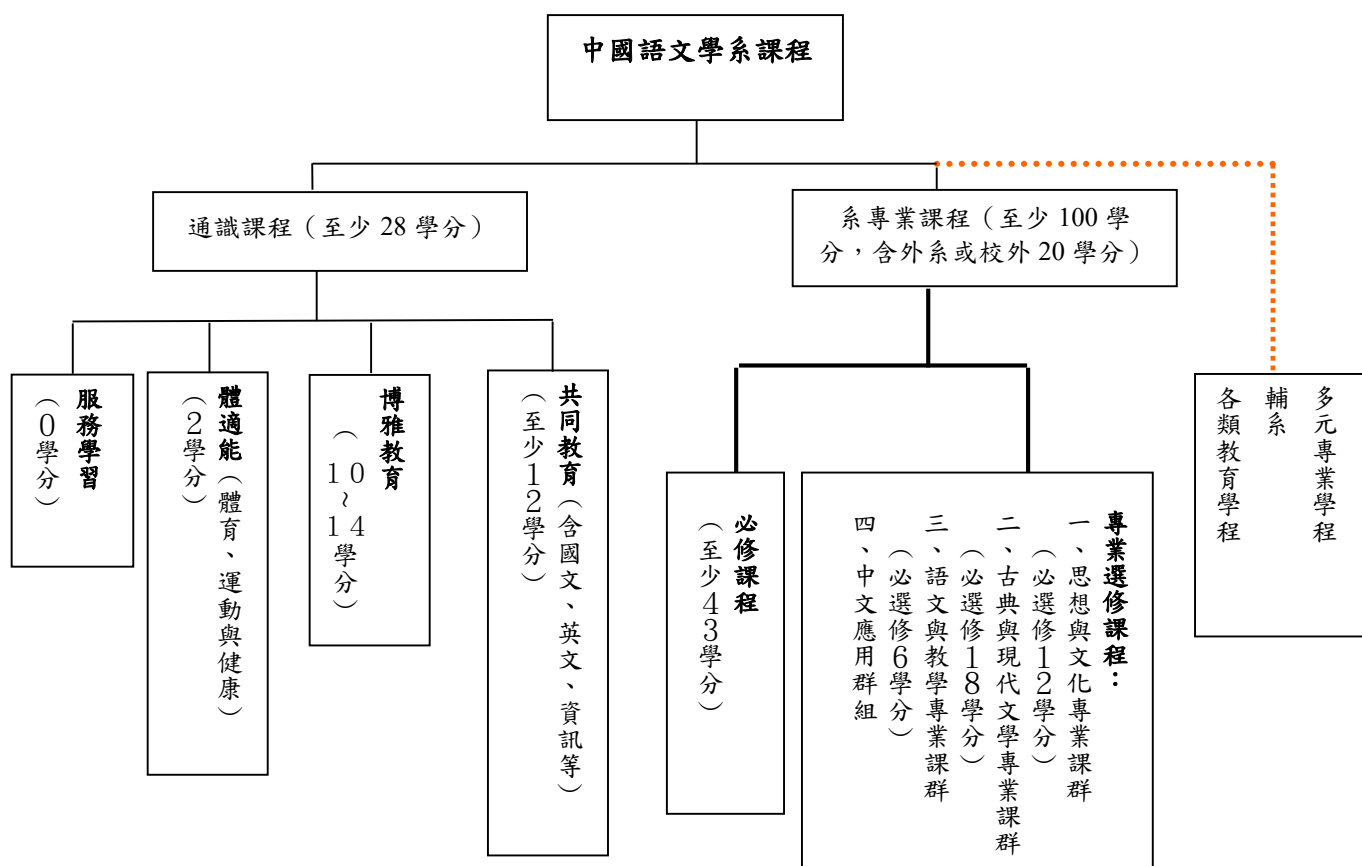 中國語文學系課程
通識課程（至少 28 學分）
系專業課程（至少 100 學
分，含外系或校外 20 學分）
服務學習
（０學分）
體適能（體育、運動與健康）
（２學分）
博雅教育
（１０~１４學分）
共同教育（含國文、英文、資訊等）
（至少１２學分）
必修課程
（至少４３學分）
專業選修課程：
一、思想與文化專業課群
（必選修１２學分）
二、古典與現代文學專業課群
（必選修１８學分）
三、語文與教學專業課群
（必選修６學分）
四、中文應用群組
多元專業學程
輔系
各類教育學程